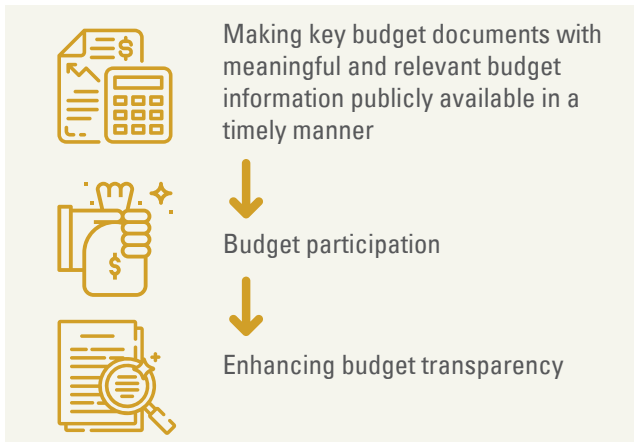 Making key budget documents with
meaningful and relevant budget
information publicly available in a
timely manner
$
$
Budget participation
Enhancing budget transparency